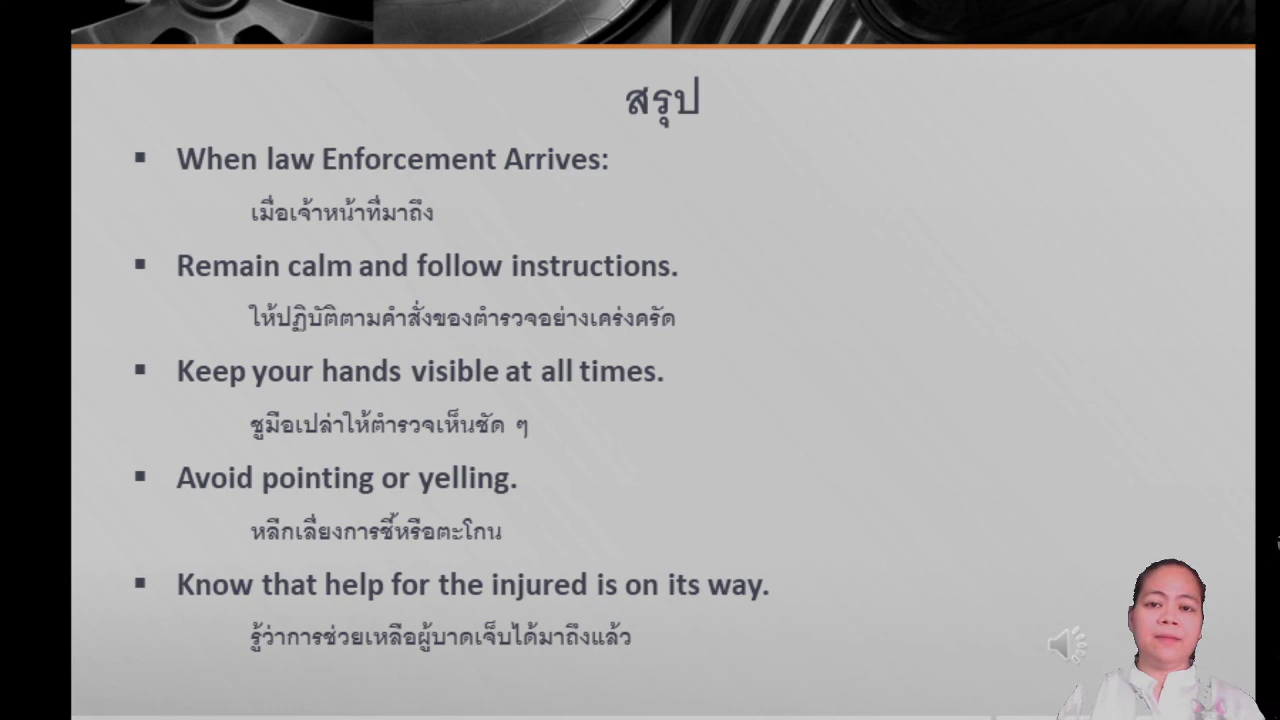 สรุป
▪ When law Enforcement Arrives:
เมื่อเจ้าหน้าที่มาถึง
▪ Remain calm and follow instructions.
ให้ปฏิบัติตามคำสั่งของตำรวจอย่างเคร่งครัด
▪ Keep your hands visible at all times.
ชูมือเปล่าให้ตำรวจเห็นชัด ๆ
▪ Avoid pointing or yelling.
หลีกเลี่ยงการชี้หรือตะโกน
▪ Know that help for the injured is on its way.
รู้ว่าการช่วยเหลือผู้บาดเจ็บได้มาถึงแล้ว